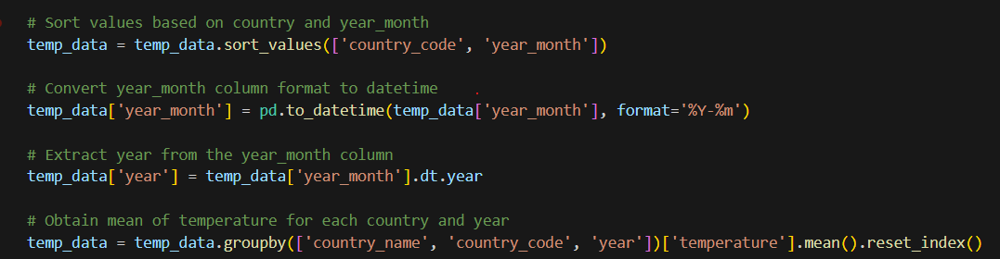 # Sort values based on country and year_month
temp_data = temp_data.sort_values(['country_code', 'year_month'])
# Convert year_month column format to datetime
temp_data['year_month'] = pd.to_datetime(temp_data['year_month'], format='%Y-%m')
# Extract year from the year_month column
temp_data['year'] = temp_data['year_month'].dt.year
# Obtain mean of temperature for each country and year
temp_data = temp_data.groupby(['country_name', 'country_code', 'year'])['temperature'].mean().reset_index()